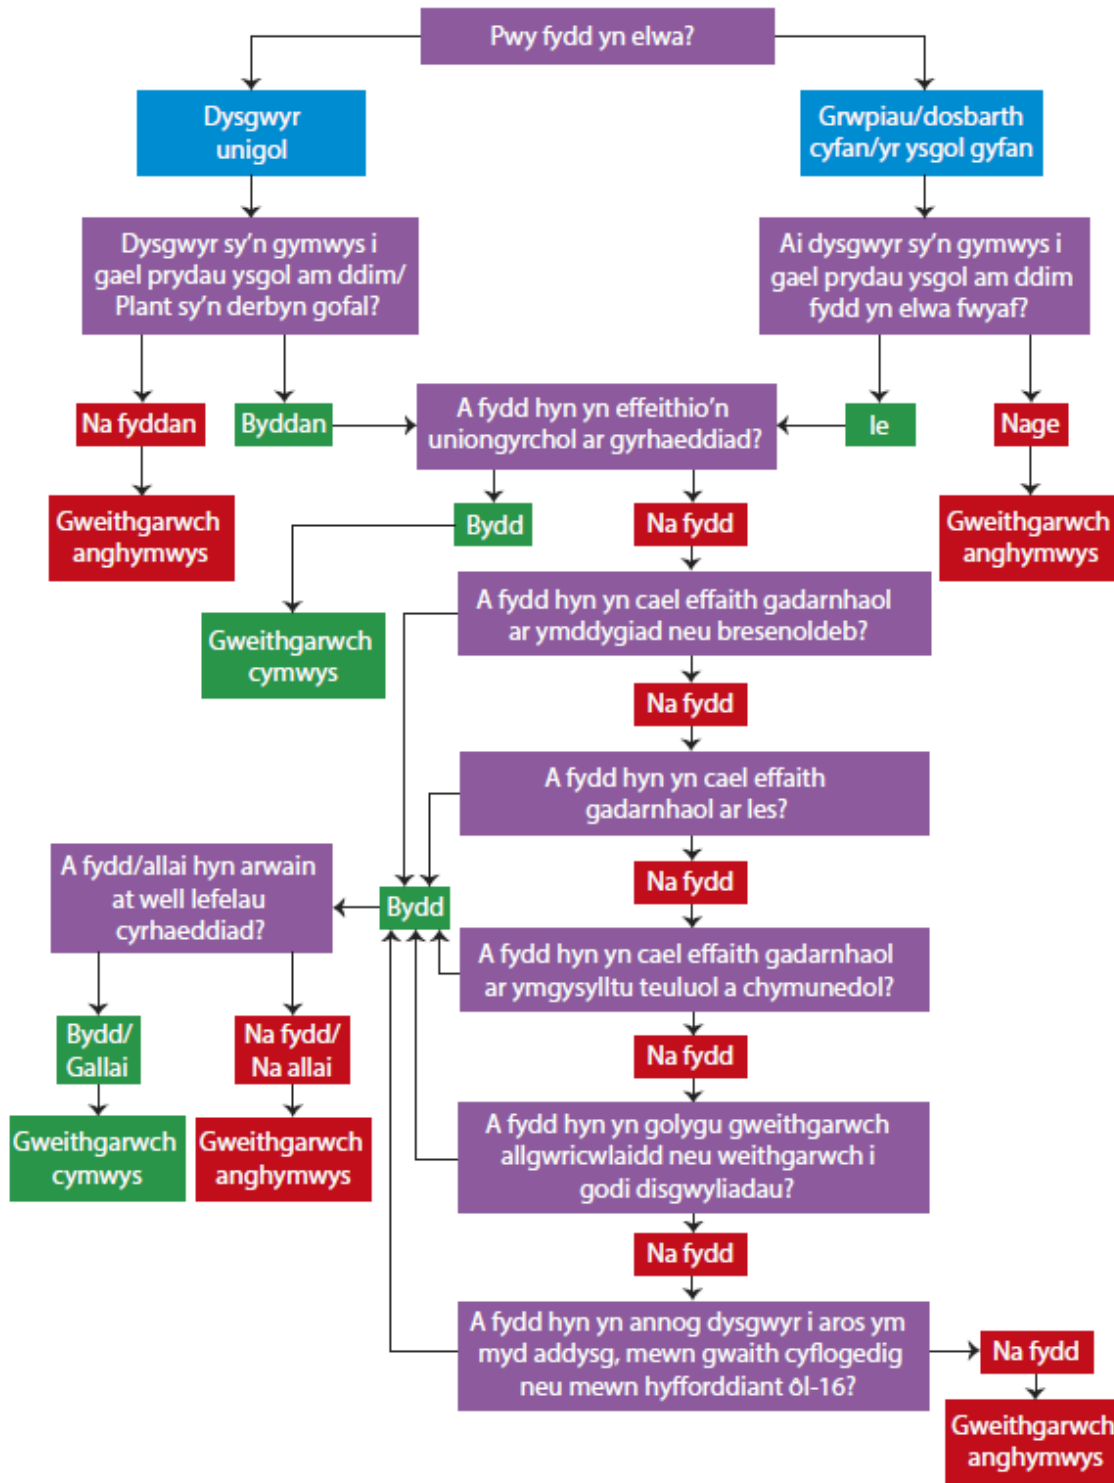 Pwy fydd yn elwa?
Dysgwyr
unigol
Grwpiau/dosbarth
cyfan/yr ysgol gyfan
Dysgwyr sy'n gymwys i
gael prydau ysgol am ddim/
Plant sy'n derbyn gofal?
Ai dysgwyr sy'n gymwys i
gael prydau ysgol am ddim
fydd yn elwa fwyaf?
Na fyddan
Byddan
A fydd hyn yn effeithio'n
uniongyrchol ar gyrhaeddiad?
Ie
Nage
Gweithgarwch
anghymwys
Bydd
Na fydd
Gweithgarwch
anghymwys
Gweithgarwch
cymwys
A fydd hyn yn cael effaith gadarnhaol
ar ymddygiad neu bresenoldeb?
Na fydd
A fydd hyn yn cael effaith
gadarnhaol ar les?
Na fydd
A fydd/allai hyn arwain
at well lefelau
cyrhaeddiad?
Bydd
A fydd hyn yn cael effaith gadarnhaol
ar ymgysylltu teuluol a chymunedol?
Bydd/
Gallai
Na fydd/
Na allai
Na fydd
Gweithgarwch
cymwys
Gweithgarwch
anghymwys
A fydd hyn yn golygu gweithgarwch
allgwricwlaidd neu weithgarwch i
godi disgwyliadau?
Na fydd
A fydd hyn yn annog dysgwyr i aros ym
myd addysg, mewn gwaith cyflogedig
neu mewn hyfforddiant ôl-16?
Na fydd
Gweithgarwch
anghymwys